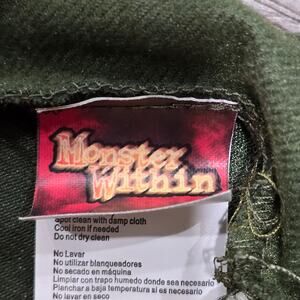 Monster
Within
Spot clean with damp cloth
Cool iron if needed
Do not dry clean
No Lavar
No utilizar blanqueadores
No secado en máquina
Limpiar con trapo humedo donde sea necesario
Planchar a baja temperatura si es necesario
No lavar en seco